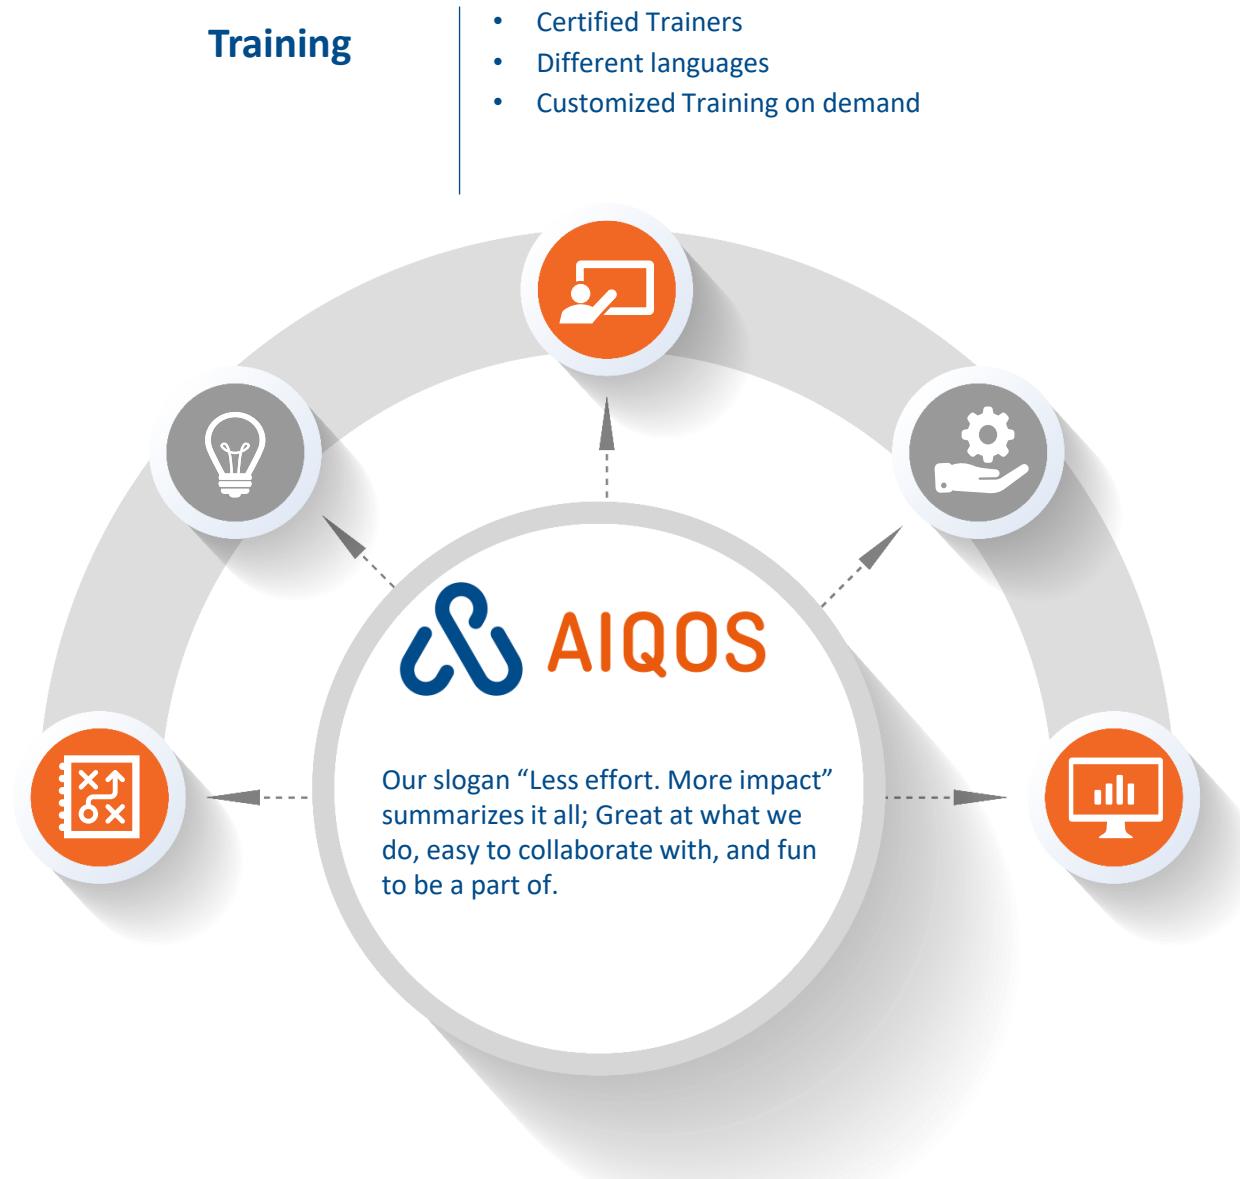 Training
• Certified Trainers
• Different languages
• Customized Training on demand
AIQOS
Our slogan “Less effort. More impact”
summarizes it all; Great at what we
do, easy to collaborate with, and fun
to be a part of.